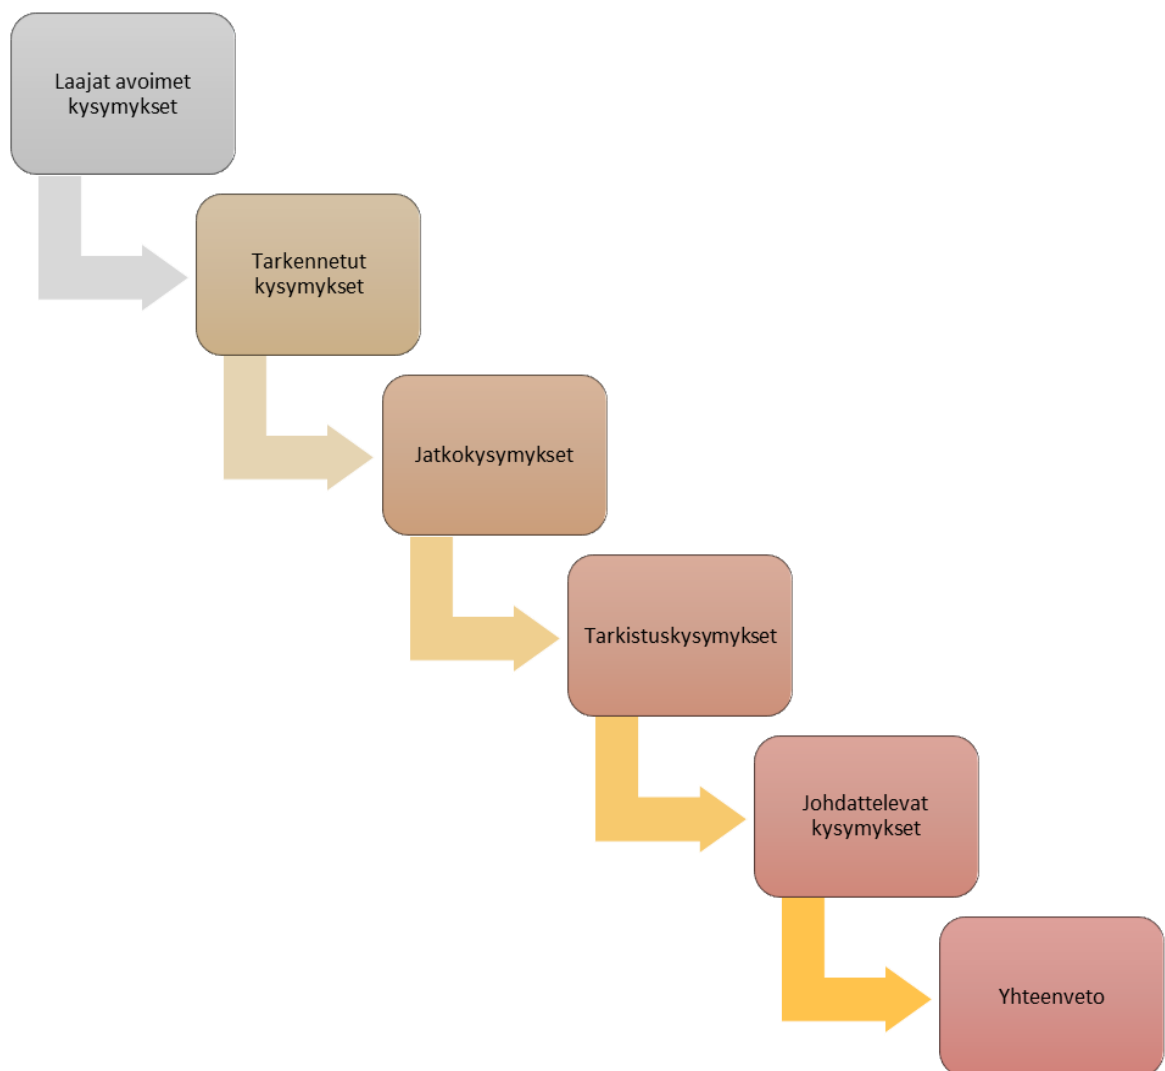 Laajat avoimet
kysymykset
Tarkennetut
kysymykset
Jatkokysymykset
Tarkistuskysymykset
Johdattelevat
kysymykset
Yhteenveto